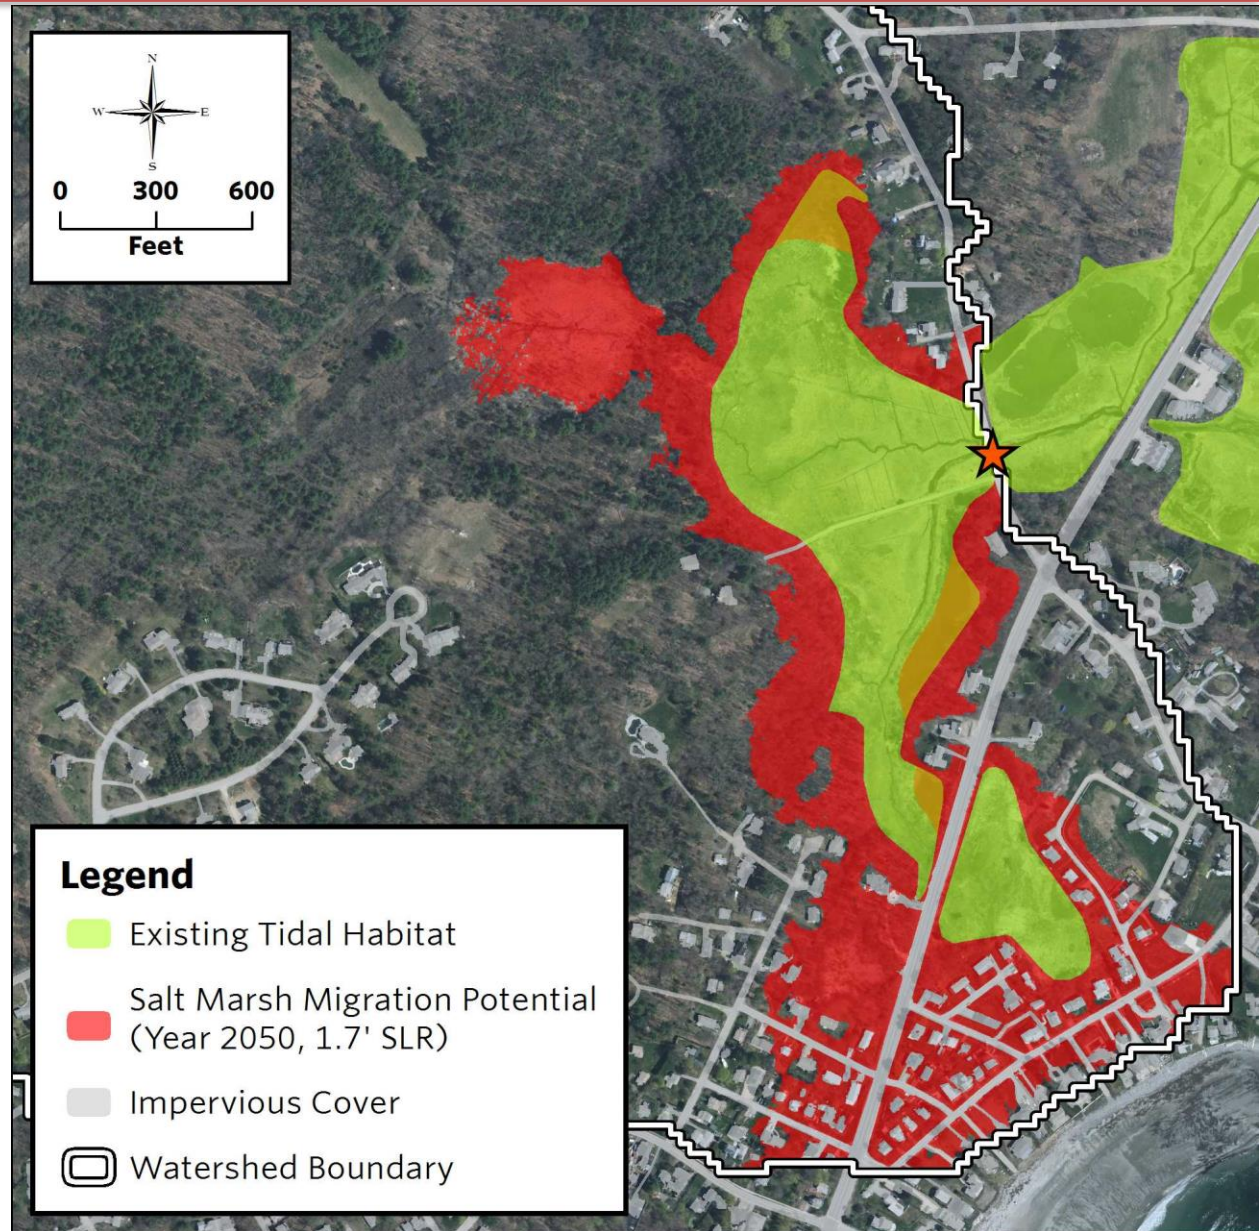 N
W E
S
0 300 600
Feet
Legend
Existing Tidal Habitat
Salt Marsh Migration Potential
(Year 2050, 1.7' SLR)
Impervious Cover
Watershed Boundary